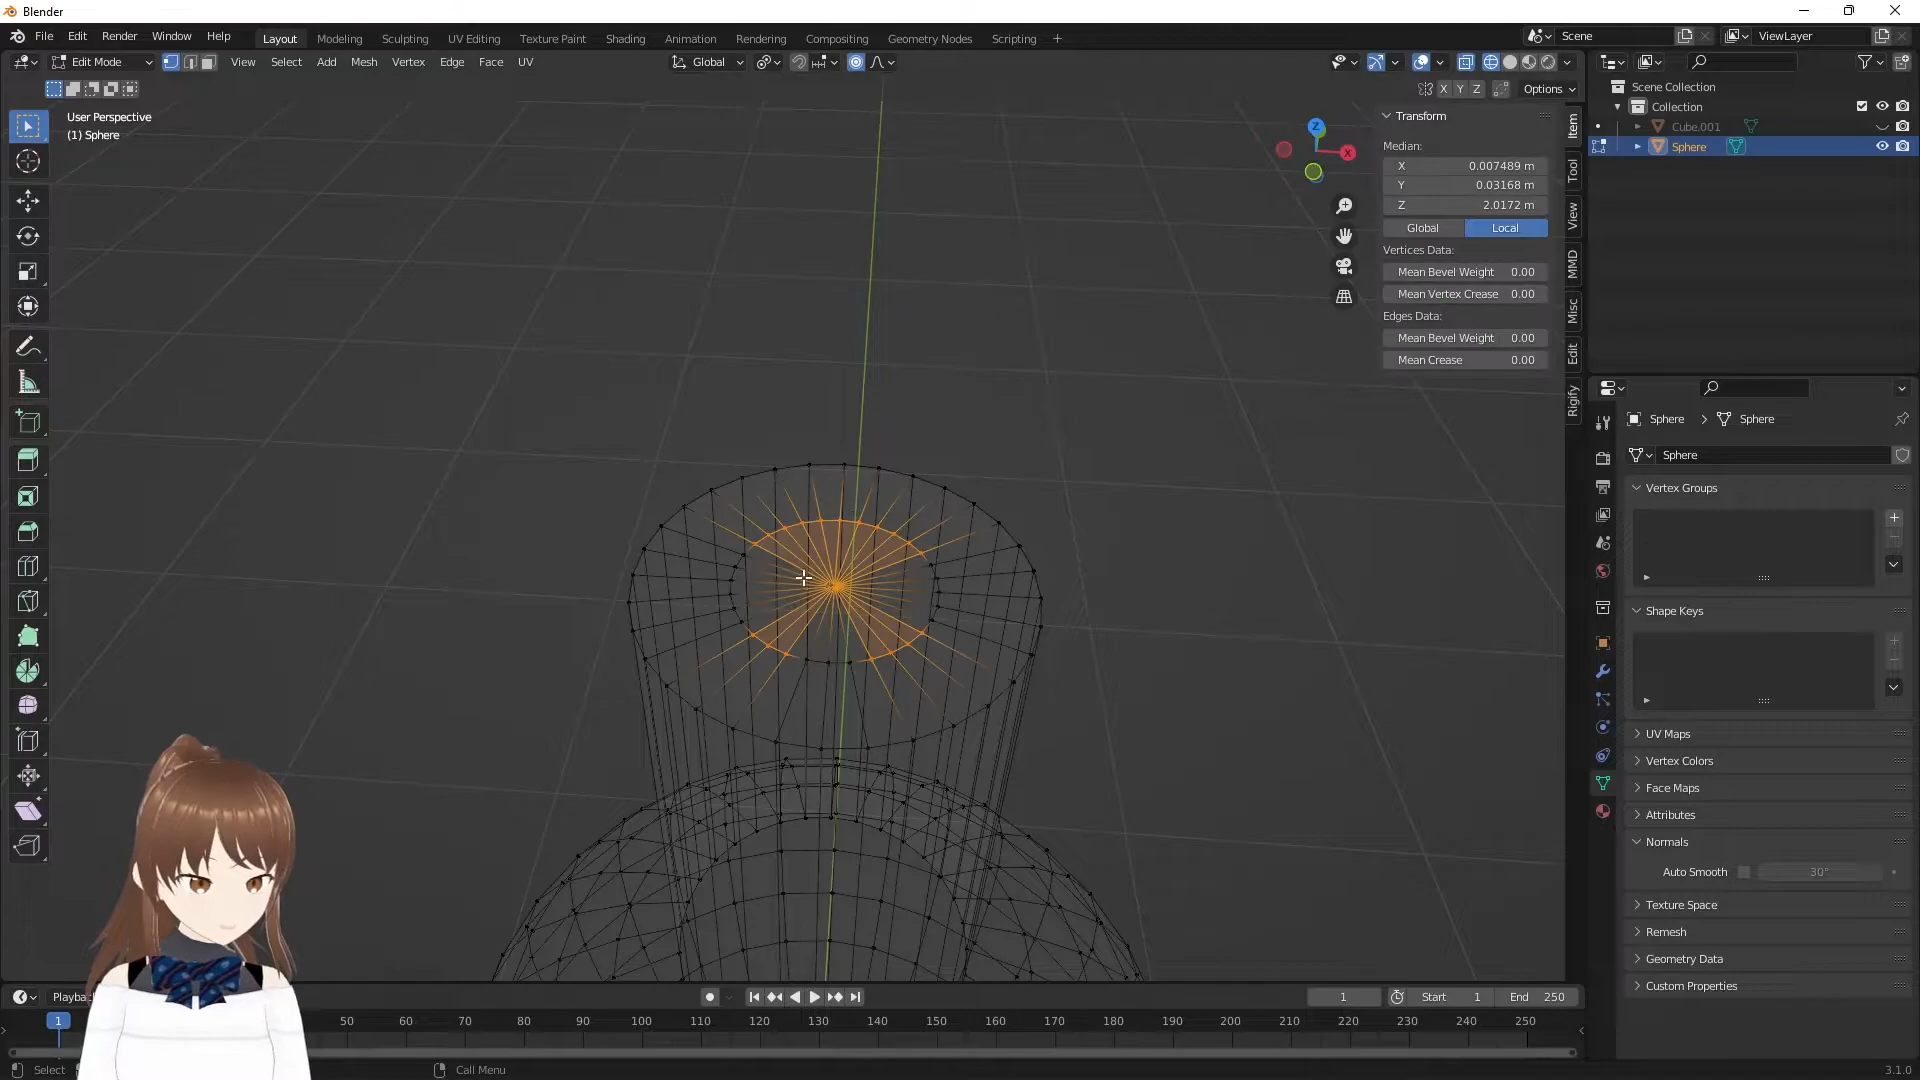 Blender
File Edit Render Window Help
Layout Modeling Sculpting UV Editing Texture Paint Shading Animation Rendering Compositing Geometry Nodes Scripting +
Scene
ViewLayer
Edit Mode
View Select Add Mesh Vertex Edge Face UV
Global
X Y Z
Options
User Perspective
(1) Sphere
Z
X
Transform
Median:
X 0.007489 m
Y 0.03168 m
Z 2.0172 m
Global Local
Vertices Data:
Mean Bevel Weight 0.00
Mean Vertex Crease 0.00
Edges Data:
Mean Bevel Weight 0.00
Mean Crease 0.00
Item
Tool
View
MMD
Misc
Edit
Rigify
Scene Collection
Collection
Cube.001
Sphere
Sphere > Sphere
Sphere
Vertex Groups
Shape Keys
UV Maps
Vertex Colors
Face Maps
Attributes
Normals
Auto Smooth 30°
Texture Space
Remesh
Geometry Data
Custom Properties
Playbac
1 Start 1 End 250
1 50 60 70 80 90 100 110 120 130 140 150 160 170 180 190 200 210 220 230 240 250
Select
Call Menu
3.1.0